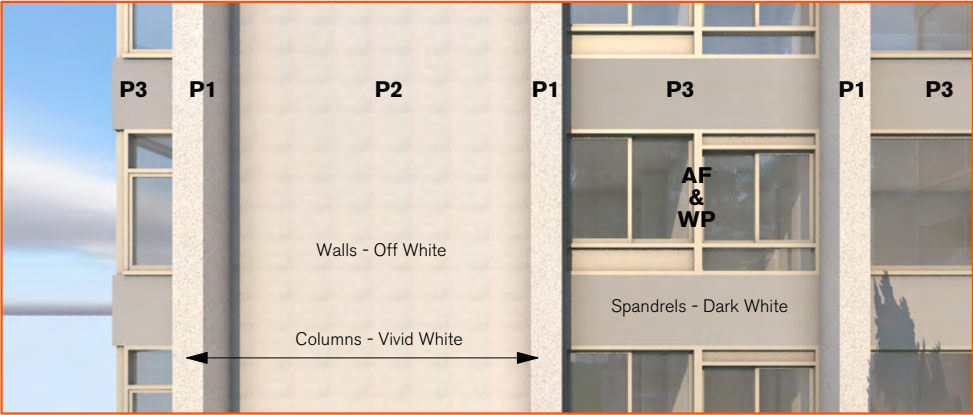 P3 P1 P2 P1 P3 P1 P3
AF
&
WP
Walls - Off White
Spandrels - Dark White
Columns - Vivid White